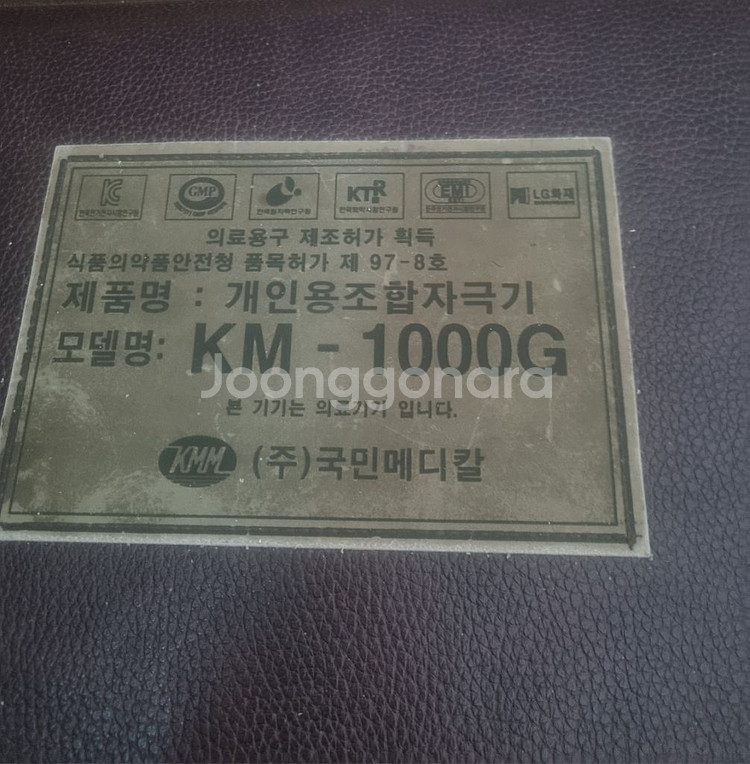 GMP KTR EMI LG화재
의료용구 제조허가 획득
식품의약품안전청 품목허가 제 97-8호
제품명 : 개인용조합자극기
모델명: KM - 1000G
Joonggonara
본 기기는 의료기기 입니다.
KMM (주)국민메디칼